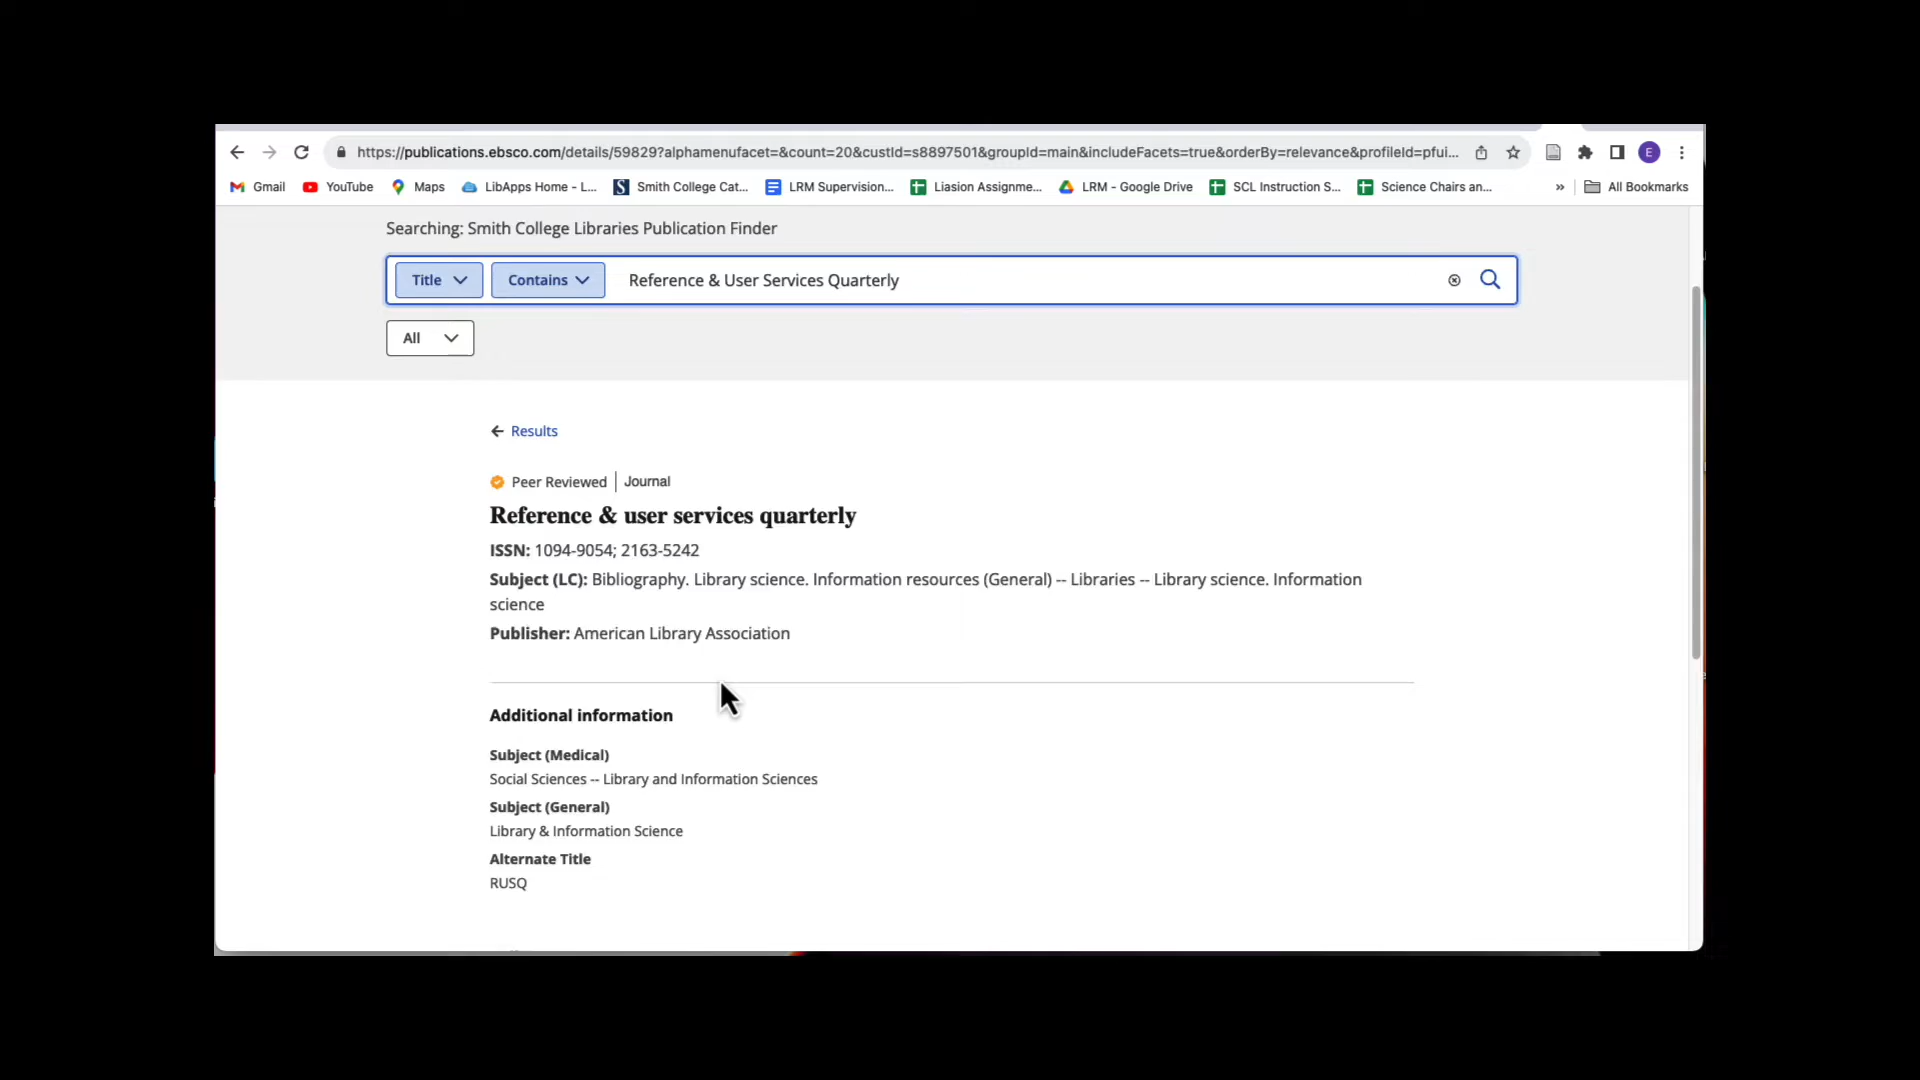 https://publications.ebsco.com/details/59829?alphamenufacet=&count=20&custId=s8897501&groupId=main&includeFacets=true&orderBy=relevance&profileId=pfui...
E
Gmail YouTube Maps LibApps Home - L... Smith College Cat... LRM Supervision... Liasion Assignme... LRM - Google Drive SCL Instruction S... Science Chairs an... » All Bookmarks
Searching: Smith College Libraries Publication Finder
Title Contains Reference & User Services Quarterly
All
Results
Peer Reviewed | Journal
Reference & user services quarterly
ISSN: 1094-9054; 2163-5242
Subject (LC): Bibliography. Library science. Information resources (General) -- Libraries -- Library science. Information
science
Publisher: American Library Association
Additional information
Subject (Medical)
Social Sciences -- Library and Information Sciences
Subject (General)
Library & Information Science
Alternate Title
RUSQ